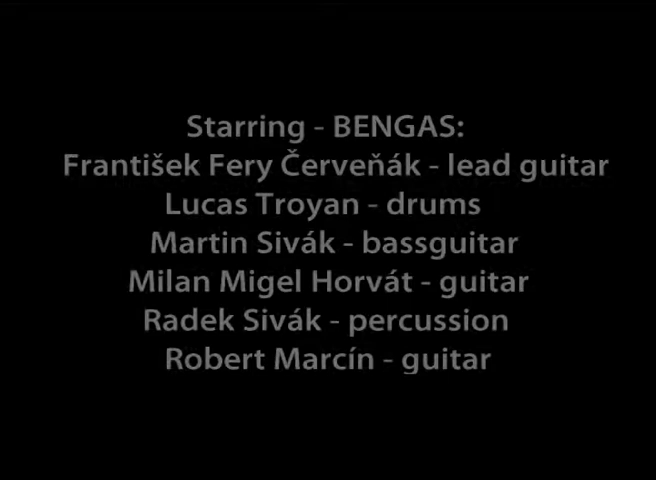 Starring - BENGAS:
František Fery Červeňák - lead guitar
Lucas Troyan - drums
Martin Sivák - bassguitar
Milan Migel Horvát - guitar
Radek Sivák - percussion
Robert Marcín - guitar